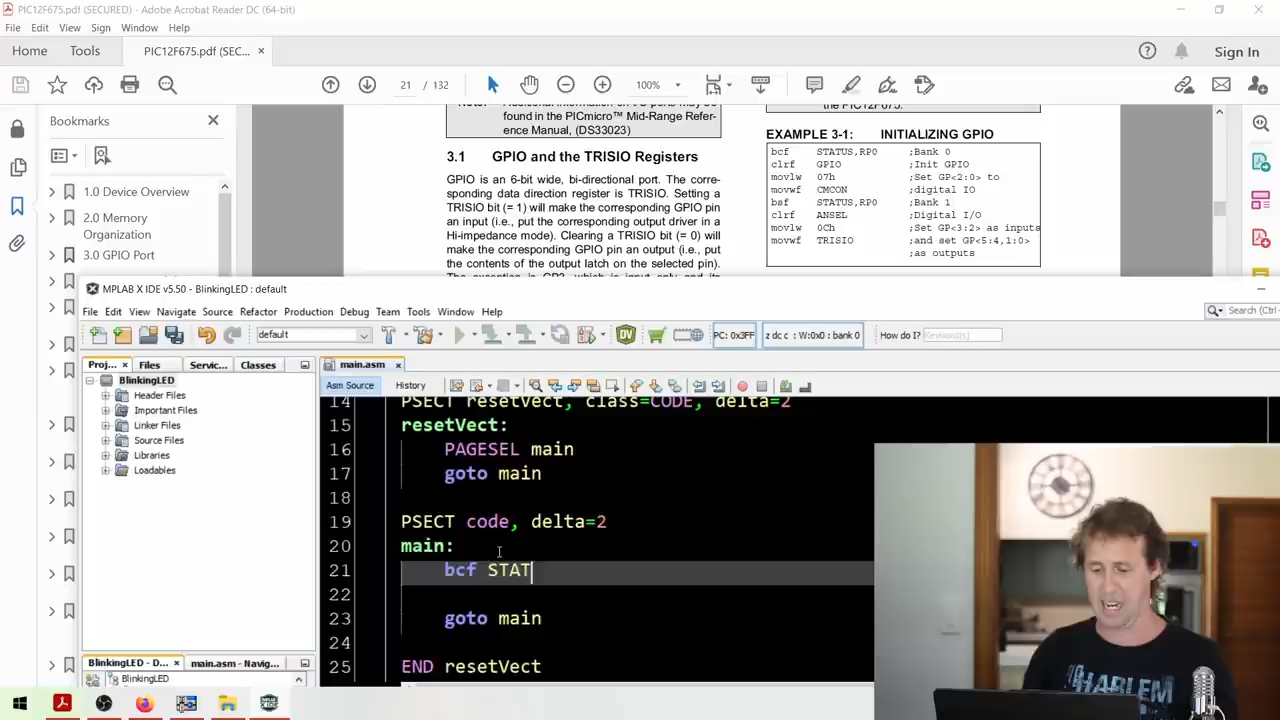 PIC12F675.pdf (SECURED) - Adobe Acrobat Reader DC (64-bit)
File Edit View Sign Window Help
Home Tools PIC12F675.pdf (SEC... × Sign In
21 / 132 100%
Bookmarks
1.0 Device Overview
2.0 Memory
Organization
3.0 GPIO Port
found in the PICmicro™ Mid-Range Refer-
ence Manual, (DS33023)
3.1 GPIO and the TRISIO Registers
GPIO is an 6-bit wide, bi-directional port. The corre-
sponding data direction register is TRISIO. Setting a
TRISIO bit (= 1) will make the corresponding GPIO pin
an input (i.e., put the corresponding output driver in a
Hi-impedance mode). Clearing a TRISIO bit (= 0) will
make the corresponding GPIO pin an output (i.e., put
the contents of the output latch on the selected pin).
the PIC12F675.
EXAMPLE 3-1: INITIALIZING GPIO
bcf STATUS,RP0 ;Bank 0
clrf GPIO ;Init GPIO
movlw 07h ;Set GP<2:0> to
movwf CMCON ;digital IO
bsf STATUS,RP0 ;Bank 1
clrf ANSEL ;Digital I/O
movlw 0Ch ;Set GP<3:2> as inputs
movwf TRISIO ;and set GP<5:4,1:0>
;as outputs
MPLAB X IDE v5.50 - BlinkingLED : default
File Edit View Navigate Source Refactor Production Debug Team Tools Window Help
Search (Ctrl
default PC: 0x3FF z dc c : W:0x0 : bank 0 How do I? Keyword(s)
Proj... × Files Servic... Classes
BlinkingLED
Header Files
Important Files
Linker Files
Source Files
Libraries
Loadables
BlinkingLED - D... × main.asm - Navig...
BlinkingLED
main.asm ×
Asm Source History
14 PSECT resetVect, class=CODE, delta=2
15 resetVect:
16 PAGESEL main
17 goto main
18
19 PSECT code, delta=2
20 main:
21 bcf STAT
22
23 goto main
24
25 END resetVect
HARLEM